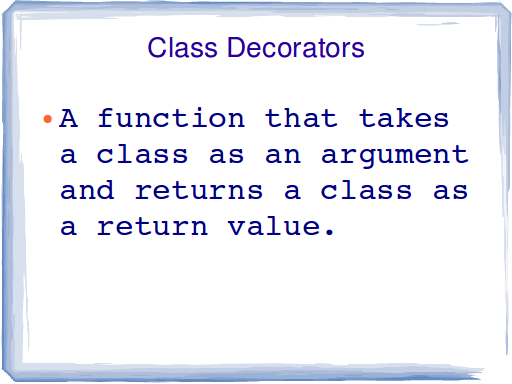 Class Decorators
• A function that takes
a class as an argument
and returns a class as
a return value.